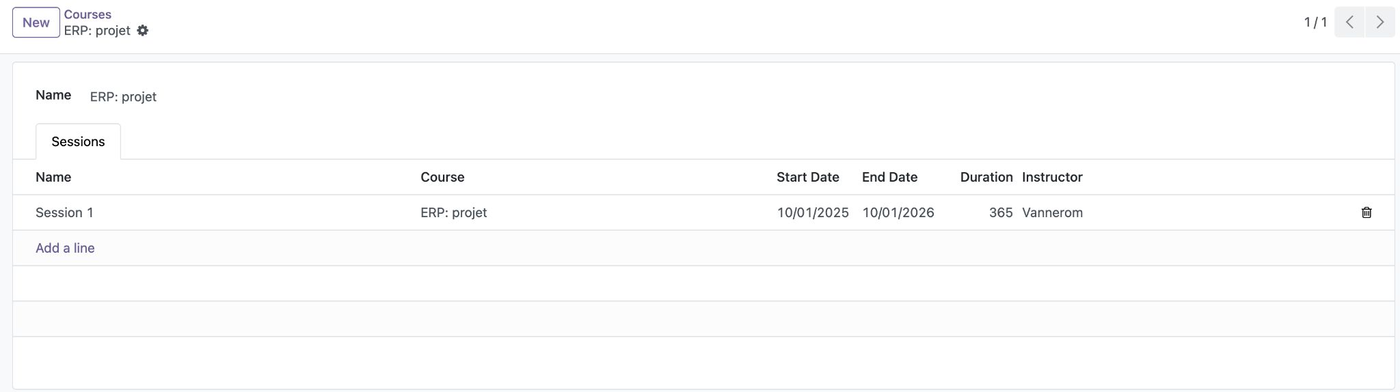 New
Courses
ERP: projet
1 / 1
Name ERP: projet
Sessions
Name Course Start Date End Date Duration Instructor
Session 1 ERP: projet 10/01/2025 10/01/2026 365 Vannerom
Add a line